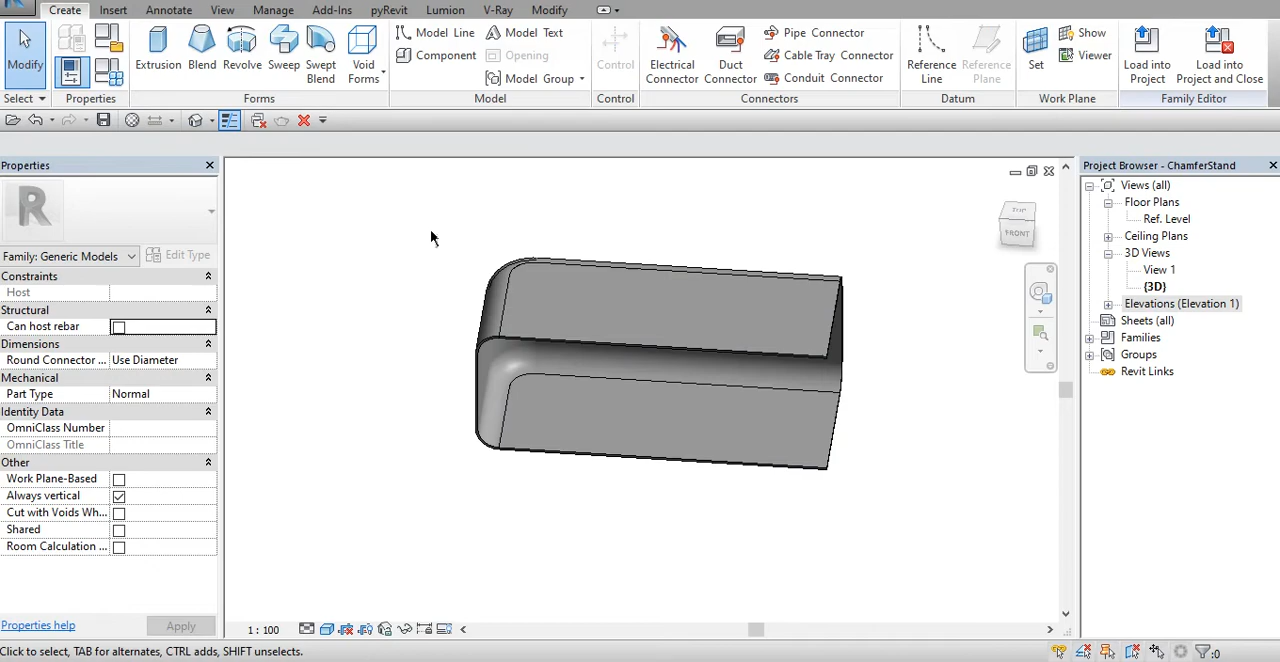 Create Insert Annotate View Manage Add-Ins pyRevit Lumion V-Ray Modify
Modify
Select
Properties
Extrusion Blend Revolve Sweep Swept Blend Void Forms
Forms
Model Line
Component
Model Text
Opening
Model Group
Model
Control
Control
Electrical Connector
Duct Connector
Pipe Connector
Cable Tray Connector
Conduit Connector
Connectors
Reference Line
Reference Plane
Datum
Set
Show
Viewer
Work Plane
Load into Project
Load into Project and Close
Family Editor
Properties
R
Family: Generic Models
Edit Type
Constraints
Host
Structural
Can host rebar
Dimensions
Round Connector ... Use Diameter
Mechanical
Part Type Normal
Identity Data
OmniClass Number
OmniClass Title
Other
Work Plane-Based
Always vertical
Cut with Voids Wh...
Shared
Room Calculation ...
Properties help
Apply
TOP
FRONT
1 : 100
Project Browser - ChamferStand
Views (all)
Floor Plans
Ref. Level
Ceiling Plans
3D Views
View 1
{3D}
Elevations (Elevation 1)
Sheets (all)
Families
Groups
Revit Links
Click to select, TAB for alternates, CTRL adds, SHIFT unselects.
:0